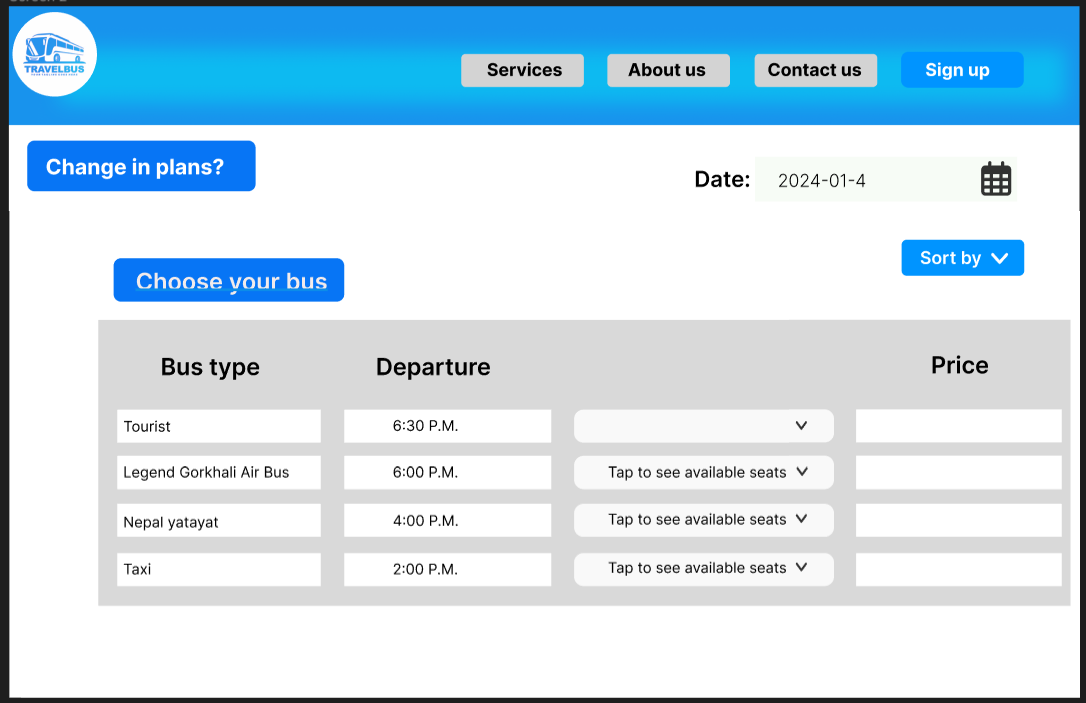 TRAVELBUS
Services
About us
Contact us
Sign up
Change in plans?
Date:
2024-01-4
Sort by
Choose your bus
Bus type
Departure
Price
Tourist
6:30 P.M.
Legend Gorkhali Air Bus
6:00 P.M.
Tap to see available seats
Nepal yatayat
4:00 P.M.
Tap to see available seats
Taxi
2:00 P.M.
Tap to see available seats